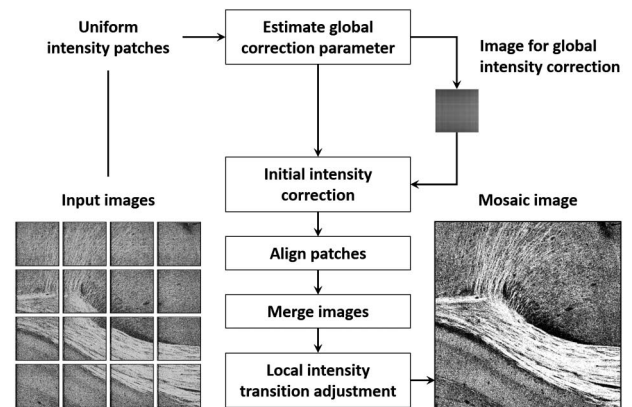 Uniform
intensity patches
Estimate global
correction parameter
Image for global
intensity correction
Initial intensity
correction
Input images
Mosaic image
Align patches
Merge images
Local intensity
transition adjustment